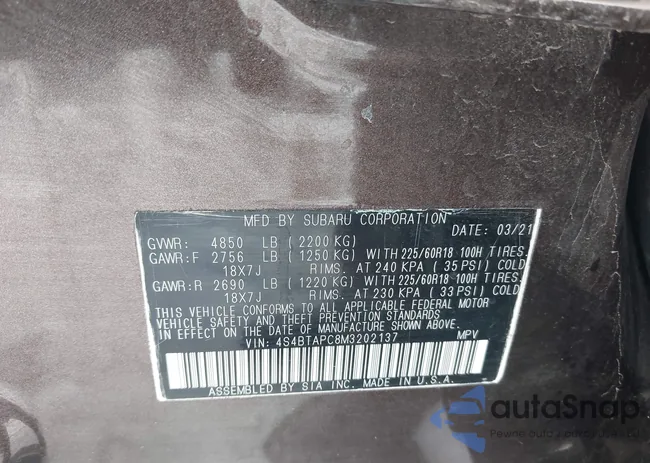 MFD BY SUBARU CORPORATION
DATE: 03/21
GVWR: 4850 LB (2200 KG)
GAWR:F 2756 LB (1250 KG) WITH 225/60R18 100H TIRES,
18X7J RIMS. AT 240 KPA (35 PSI) COLD
GAWR:R 2690 LB (1220 KG) WITH 225/60R18 100H TIRES,
18X7J RIMS. AT 230 KPA (33 PSI) COLD
THIS VEHICLE CONFORMS TO ALL APPLICABLE FEDERAL MOTOR
VEHICLE SAFETY AND THEFT PREVENTION STANDARDS
IN EFFECT ON THE DATE OF MANUFACTURE SHOWN ABOVE.
VIN: 4S4BTAPC8M3202137 MPV
ASSEMBLED BY SIA INC. MADE IN U.S.A.
autaSnap
Pewne auta z